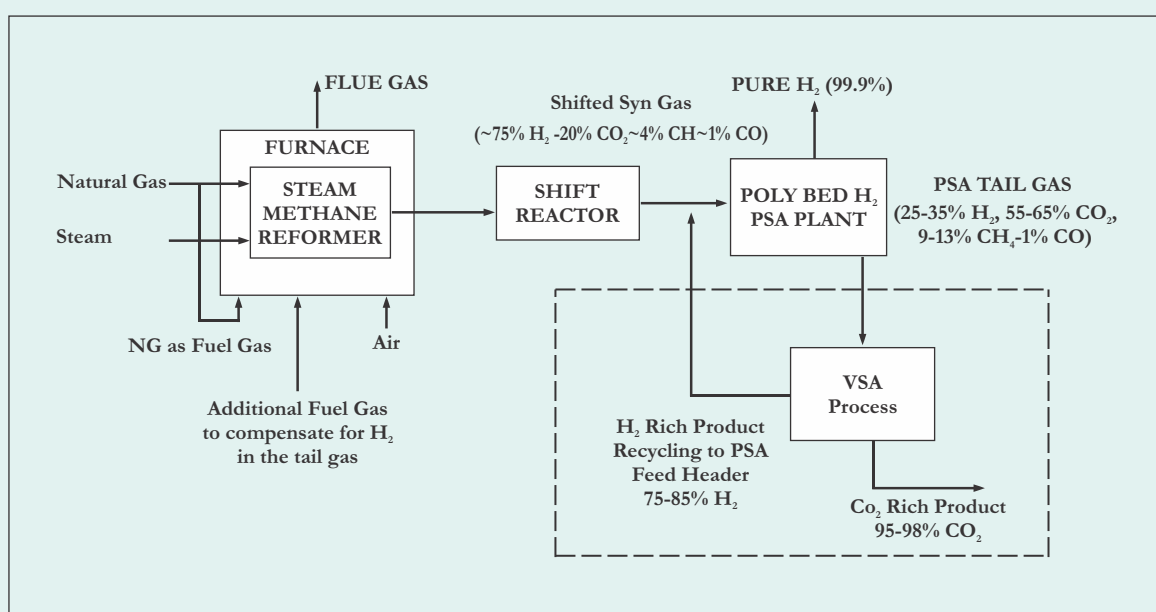 FLUE GAS
FURNACE
Natural Gas
Steam
STEAM
METHANE
REFORMER
NG as Fuel Gas
Air
Additional Fuel Gas
to compensate for H₂
in the tail gas
Shifted Syn Gas
(~75% H₂ -20% CO₂~4% CH~1% CO)
SHIFT
REACTOR
PURE H₂ (99.9%)
POLY BED H₂
PSA PLANT
PSA TAIL GAS
(25-35% H₂, 55-65% CO₂,
9-13% CH₄-1% CO)
VSA
Process
H₂ Rich Product
Recycling to PSA
Feed Header
75-85% H₂
Co₂ Rich Product
95-98% CO₂